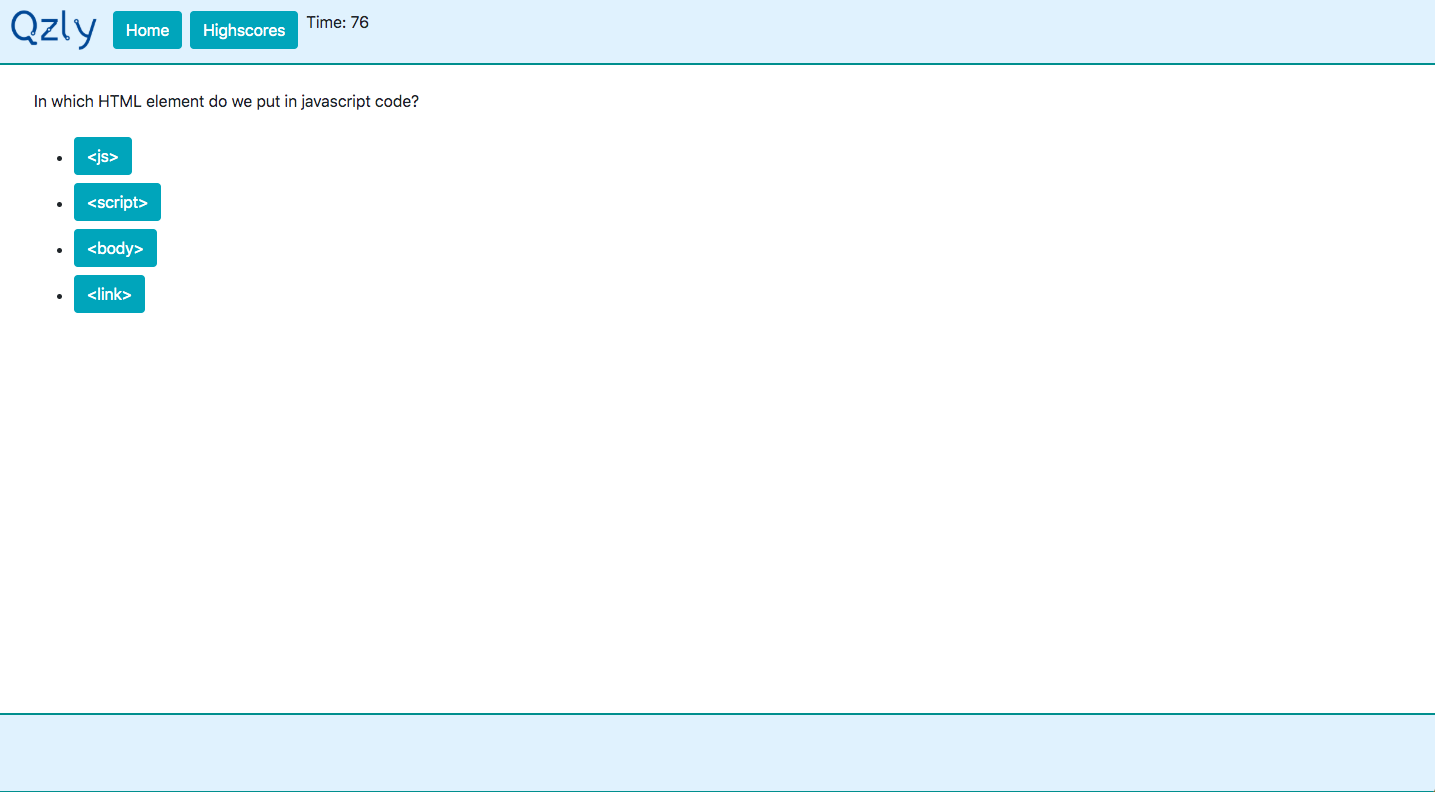 Qzly Home Highscores Time: 76
In which HTML element do we put in javascript code?
<js>
<script>
<body>
<link>